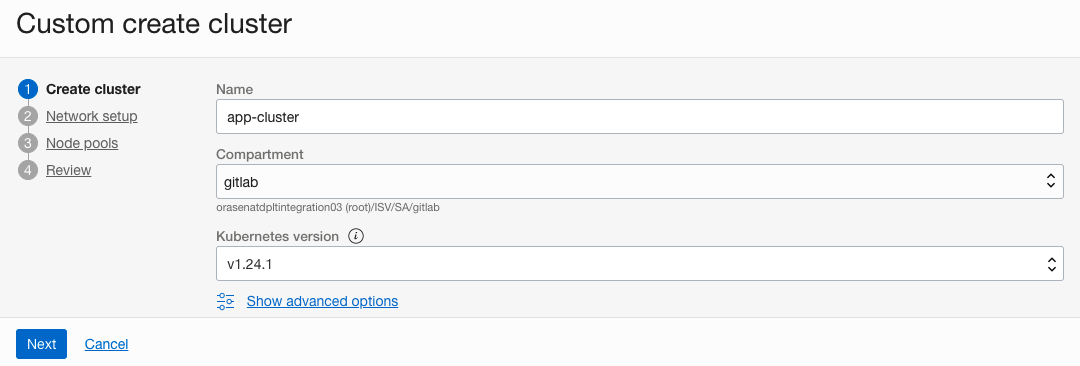 Custom create cluster
1 Create cluster
2 Network setup
3 Node pools
4 Review
Name
app-cluster
Compartment
gitlab
orasenatdpltintegration03 (root)/ISV/SA/gitlab
Kubernetes version i
v1.24.1
Show advanced options
Next Cancel